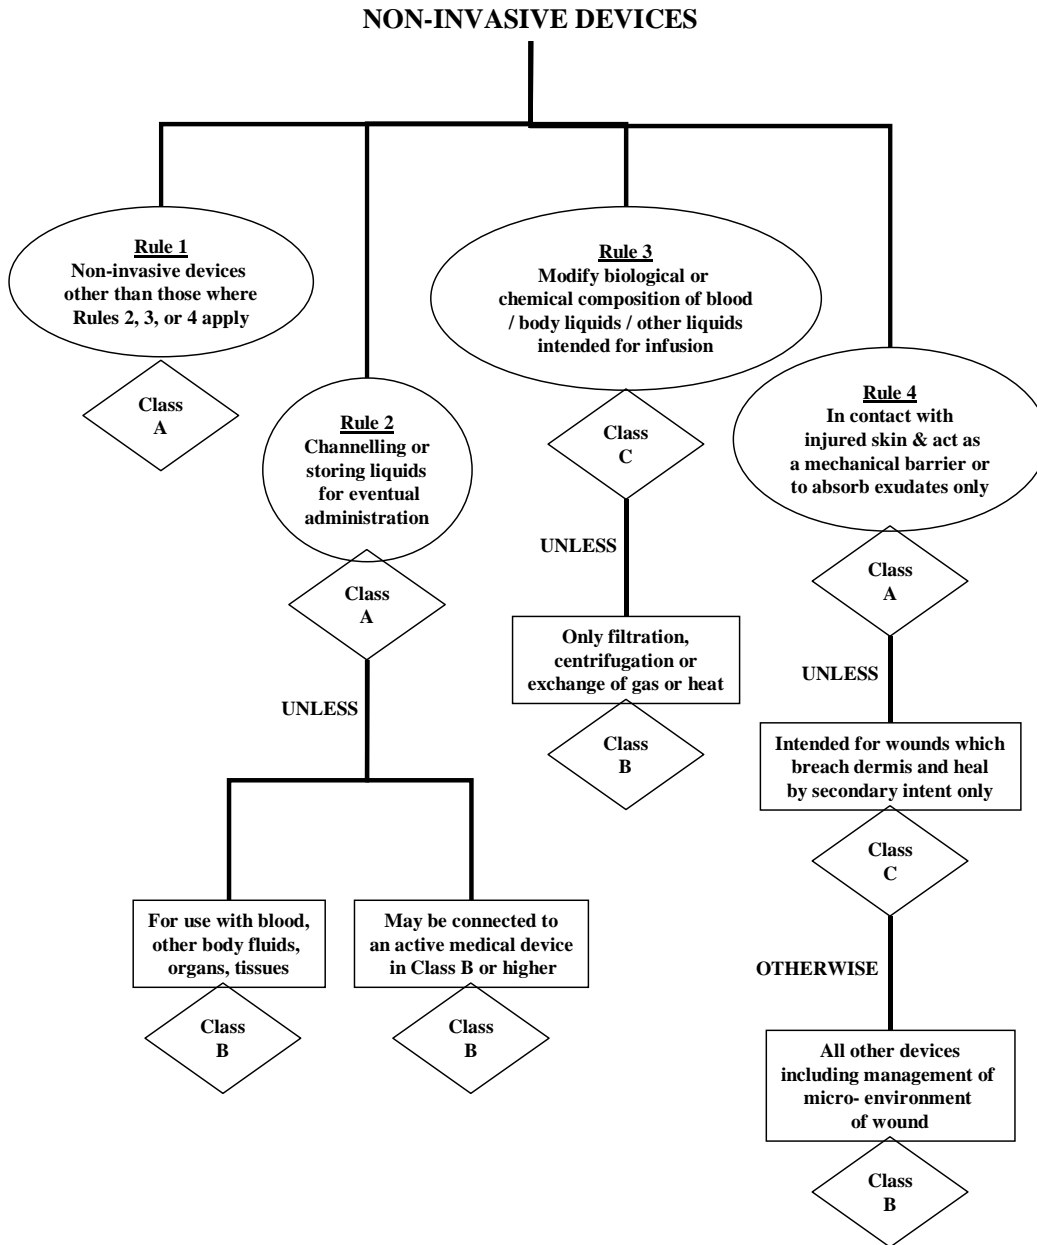 NON-INVASIVE DEVICES
Rule 1
Non-invasive devices
other than those where
Rules 2, 3, or 4 apply
Class
A
Rule 2
Channelling or
storing liquids
for eventual
administration
Class
A
UNLESS
For use with blood,
other body fluids,
organs, tissues
Class
B
May be connected to
an active medical device
in Class B or higher
Class
B
Rule 3
Modify biological or
chemical composition of blood
/ body liquids / other liquids
intended for infusion
Class
C
UNLESS
Only filtration,
centrifugation or
exchange of gas or heat
Class
B
Rule 4
In contact with
injured skin & act as
a mechanical barrier or
to absorb exudates only
Class
A
UNLESS
Intended for wounds which
breach dermis and heal
by secondary intent only
Class
C
OTHERWISE
All other devices
including management of
micro- environment
of wound
Class
B